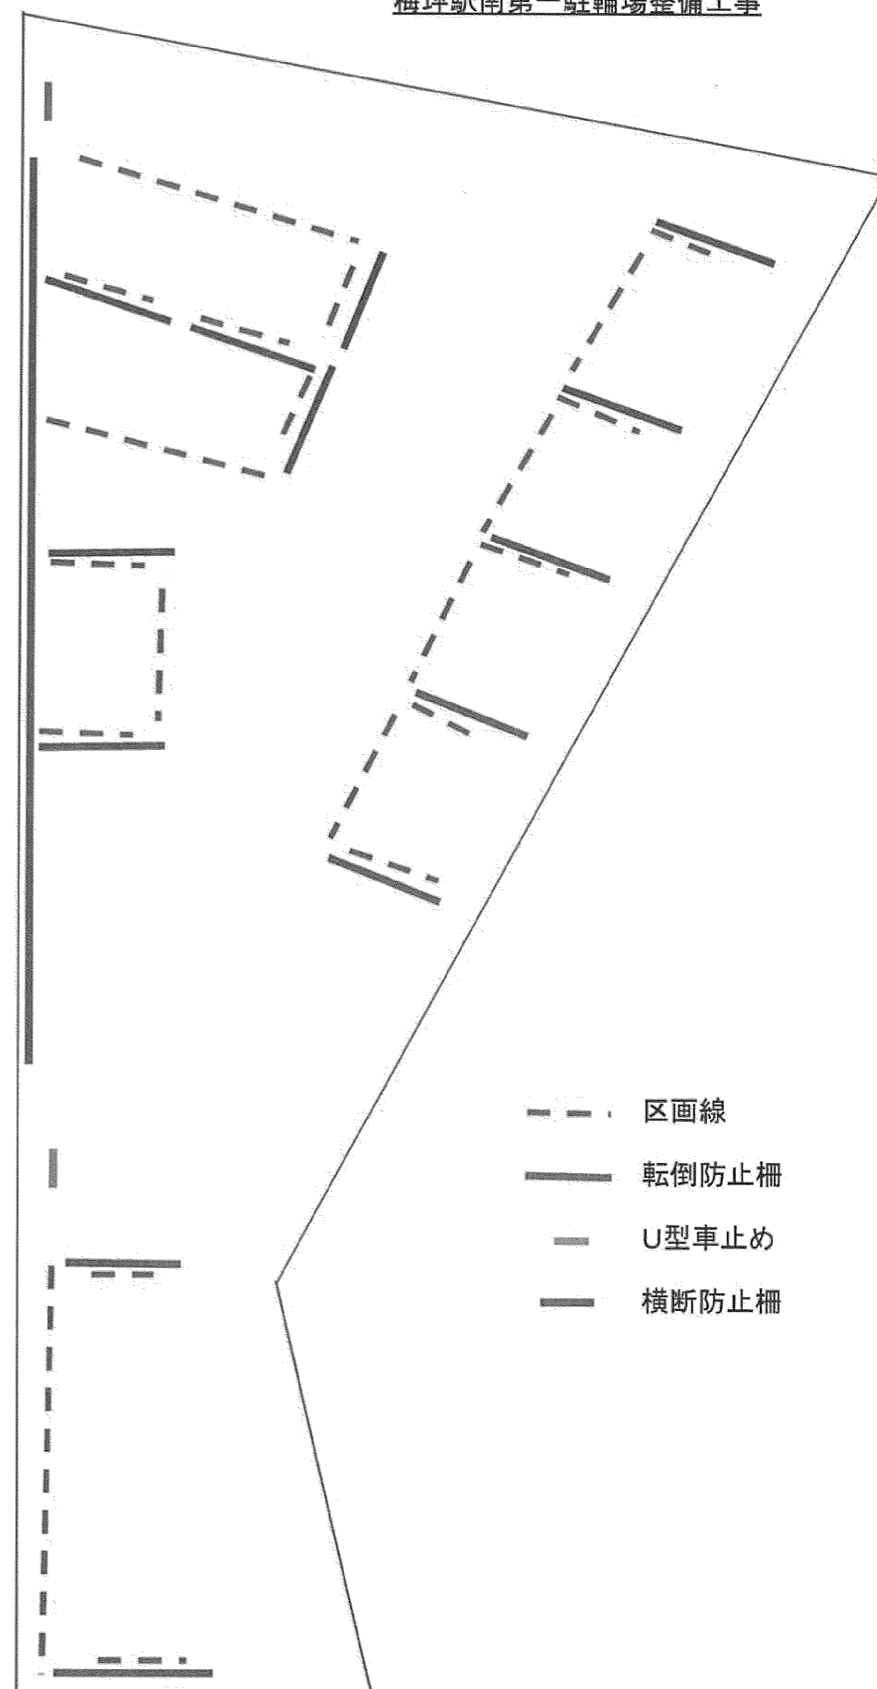 梅坪駅南第一駐輪場整備工事
区画線
転倒防止柵
U型車止め
横断防止柵